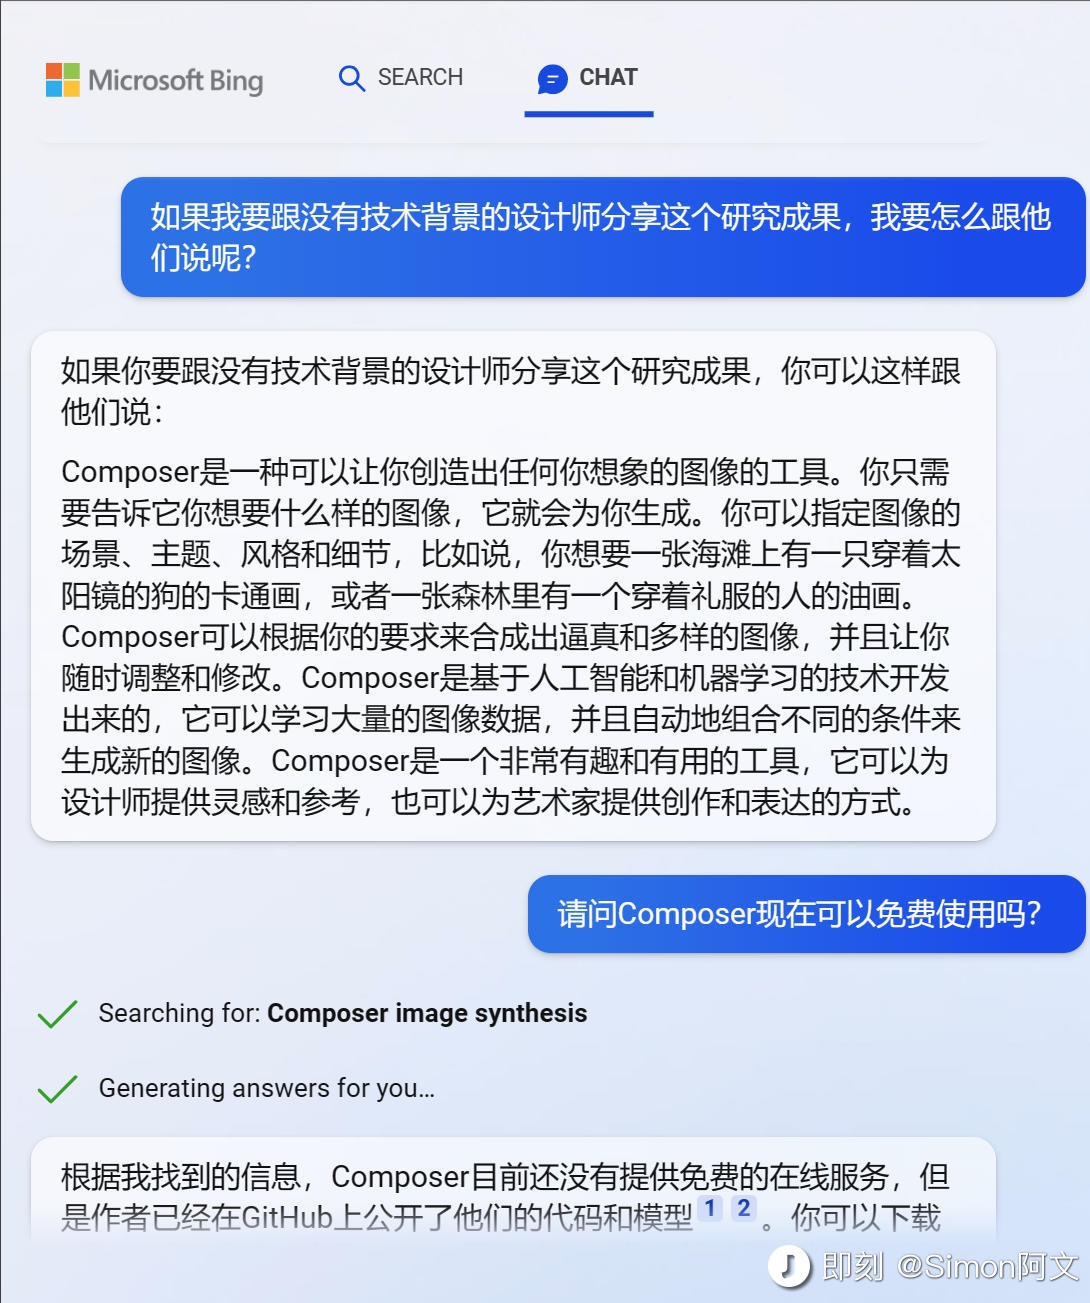 Microsoft Bing
SEARCH
CHAT
如果我要跟没有技术背景的设计师分享这个研究成果，我要怎么跟他
们说呢？
如果你要跟没有技术背景的设计师分享这个研究成果，你可以这样跟
他们说：
Composer是一种可以让你创造出任何你想象的图像的工具。你只需
要告诉它你想要什么样的图像，它就会为你生成。你可以指定图像的
场景、主题、风格和细节，比如说，你想要一张海滩上有一只穿着太
阳镜的狗的卡通画，或者一张森林里有一个穿着礼服的人的油画。
Composer可以根据你的要求来合成出逼真和多样的图像，并且让你
随时调整和修改。Composer是基于人工智能和机器学习的技术开发
出来的，它可以学习大量的图像数据，并且自动地组合不同的条件来
生成新的图像。Composer是一个非常有趣和有用的工具，它可以为
设计师提供灵感和参考，也可以为艺术家提供创作和表达的方式。
请问Composer现在可以免费使用吗？
Searching for: Composer image synthesis
Generating answers for you...
根据我找到的信息，Composer目前还没有提供免费的在线服务，但
是作者已经在GitHub上公开了他们的代码和模型 1 2 。你可以下载
即刻 @Simon阿文